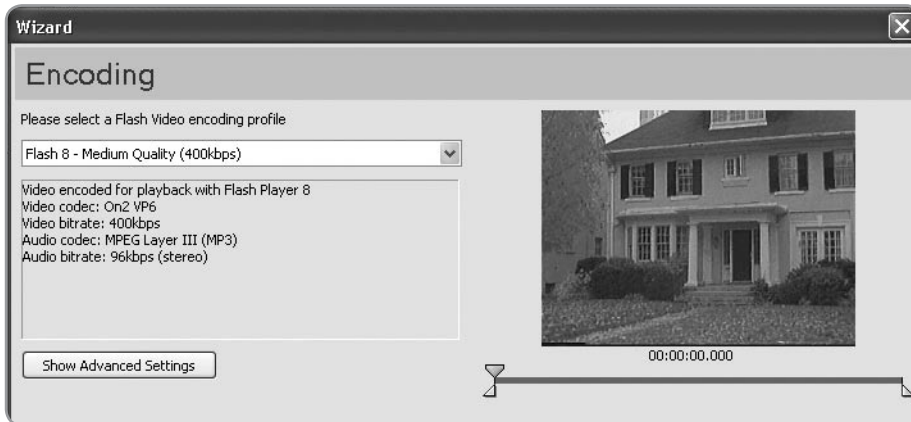 Wizard
Encoding
Please select a Flash Video encoding profile
Flash 8 - Medium Quality (400kbps)
Video encoded for playback with Flash Player 8
Video codec: On2 VP6
Video bitrate: 400kbps
Audio codec: MPEG Layer III (MP3)
Audio bitrate: 96kbps (stereo)
Show Advanced Settings
00:00:00.000